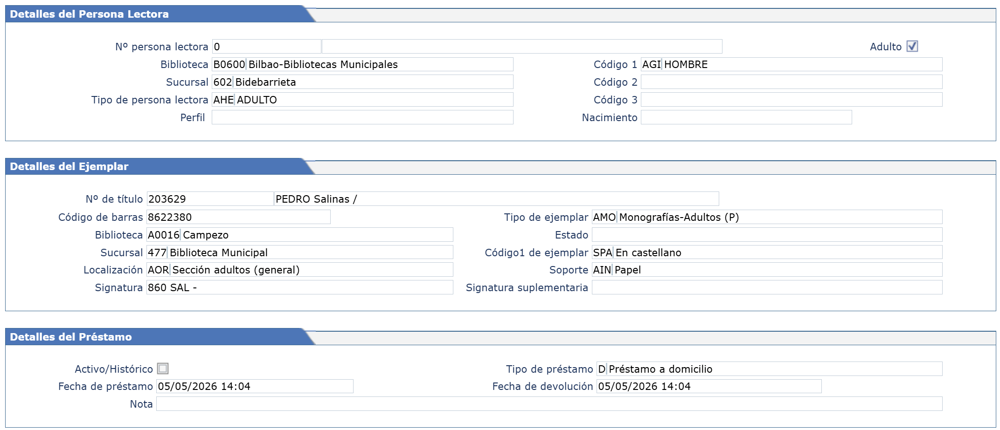 Detalles del Persona Lectora
Nº persona lectora 0 Adulto
Biblioteca B0600 Bilbao-Bibliotecas Municipales Código 1 AGI HOMBRE
Sucursal 602 Bidebarrieta Código 2
Tipo de persona lectora AHE ADULTO Código 3
Perfil Nacimiento
Detalles del Ejemplar
Nº de título 203629 PEDRO Salinas /
Código de barras 8622380 Tipo de ejemplar AMO Monografías-Adultos (P)
Biblioteca A0016 Campezo Estado
Sucursal 477 Biblioteca Municipal Código1 de ejemplar SPA En castellano
Localización AOR Sección adultos (general) Soporte AIN Papel
Signatura 860 SAL - Signatura suplementaria
Detalles del Préstamo
Activo/Histórico Tipo de préstamo D Préstamo a domicilio
Fecha de préstamo 05/05/2026 14:04 Fecha de devolución 05/05/2026 14:04
Nota